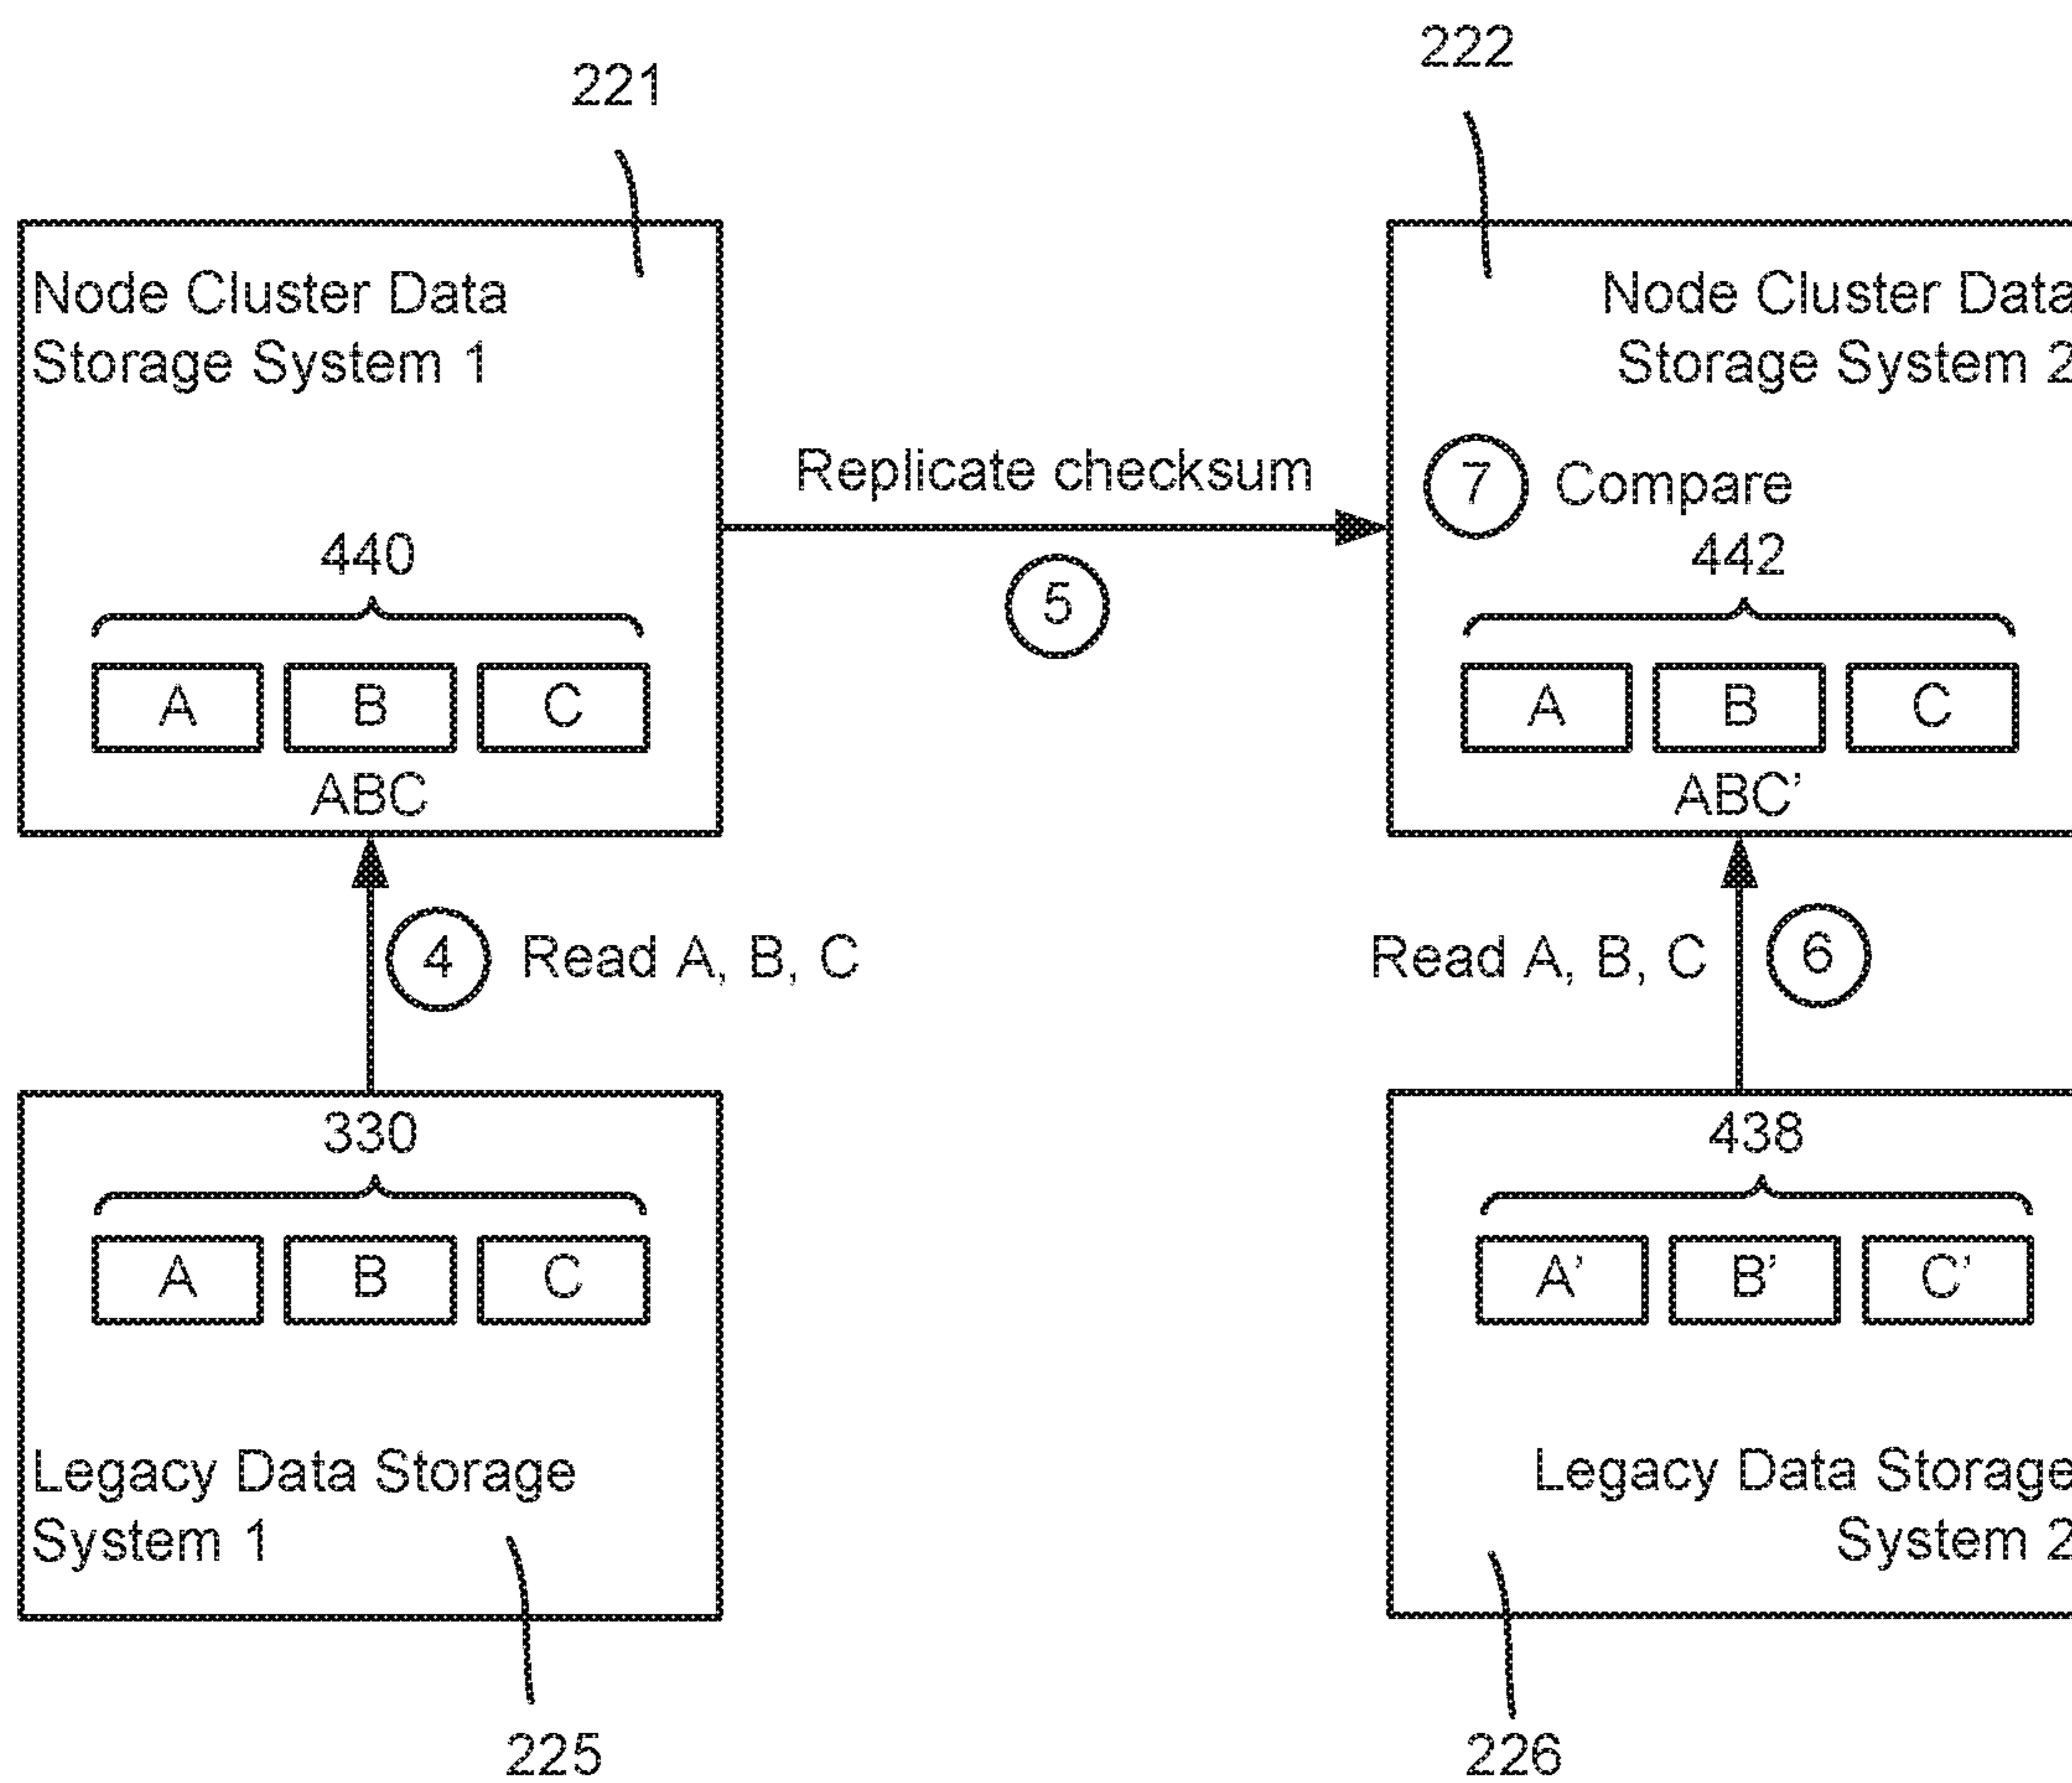 221
222
Node Cluster Data
Storage System 1
Node Cluster Data
Storage System 2
Replicate checksum
5
7 Compare
440
442
A B C
ABC
A B C
ABC’
4 Read A, B, C
Read A, B, C 6
330
438
A B C
A’ B’ C’
Legacy Data Storage
System 1
Legacy Data Storage
System 2
225
226